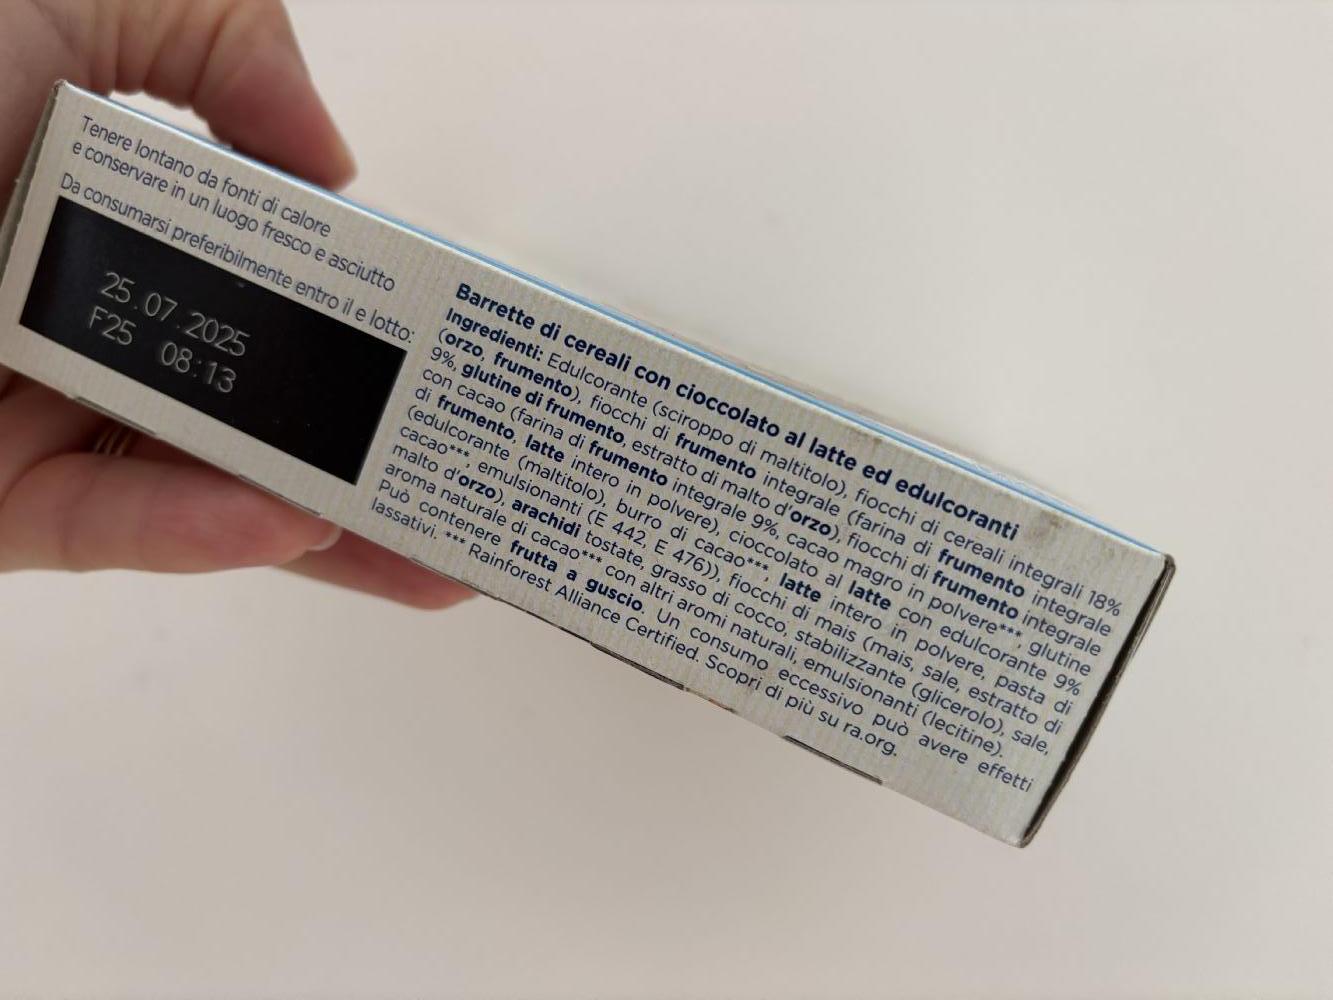 Tenere lontano da fonti di calore
e conservare in un luogo fresco e asciutto
Da consumarsi preferibilmente entro il e lotto:
25.07.2025
F25 08:13
Barrette di cereali con cioccolato al latte ed edulcoranti
Ingredienti: Edulcorante (sciroppo di maltitolo), fiocchi di cereali integrali 18%
(orzo, frumento), fiocchi di frumento integrale (farina di frumento integrale
9%, glutine di frumento, estratto di malto d'orzo), fiocchi di frumento integrale
con cacao (farina di frumento integrale 9%, cacao magro in polvere***, glutine
di frumento, latte intero in polvere), cioccolato al latte con edulcorante 9%
(edulcorante (maltitolo), burro di cacao***, latte intero in polvere, pasta di
cacao***, emulsionanti (E 442, E 476)), fiocchi di mais (mais, sale, estratto di
malto d'orzo), arachidi tostate, grasso di cocco, stabilizzante (glicerolo), sale,
aroma naturale di cacao*** con altri aromi naturali, emulsionanti (lecitine).
Può contenere frutta a guscio. Un consumo eccessivo può avere effetti
lassativi. *** Rainforest Alliance Certified. Scopri di più su ra.org.